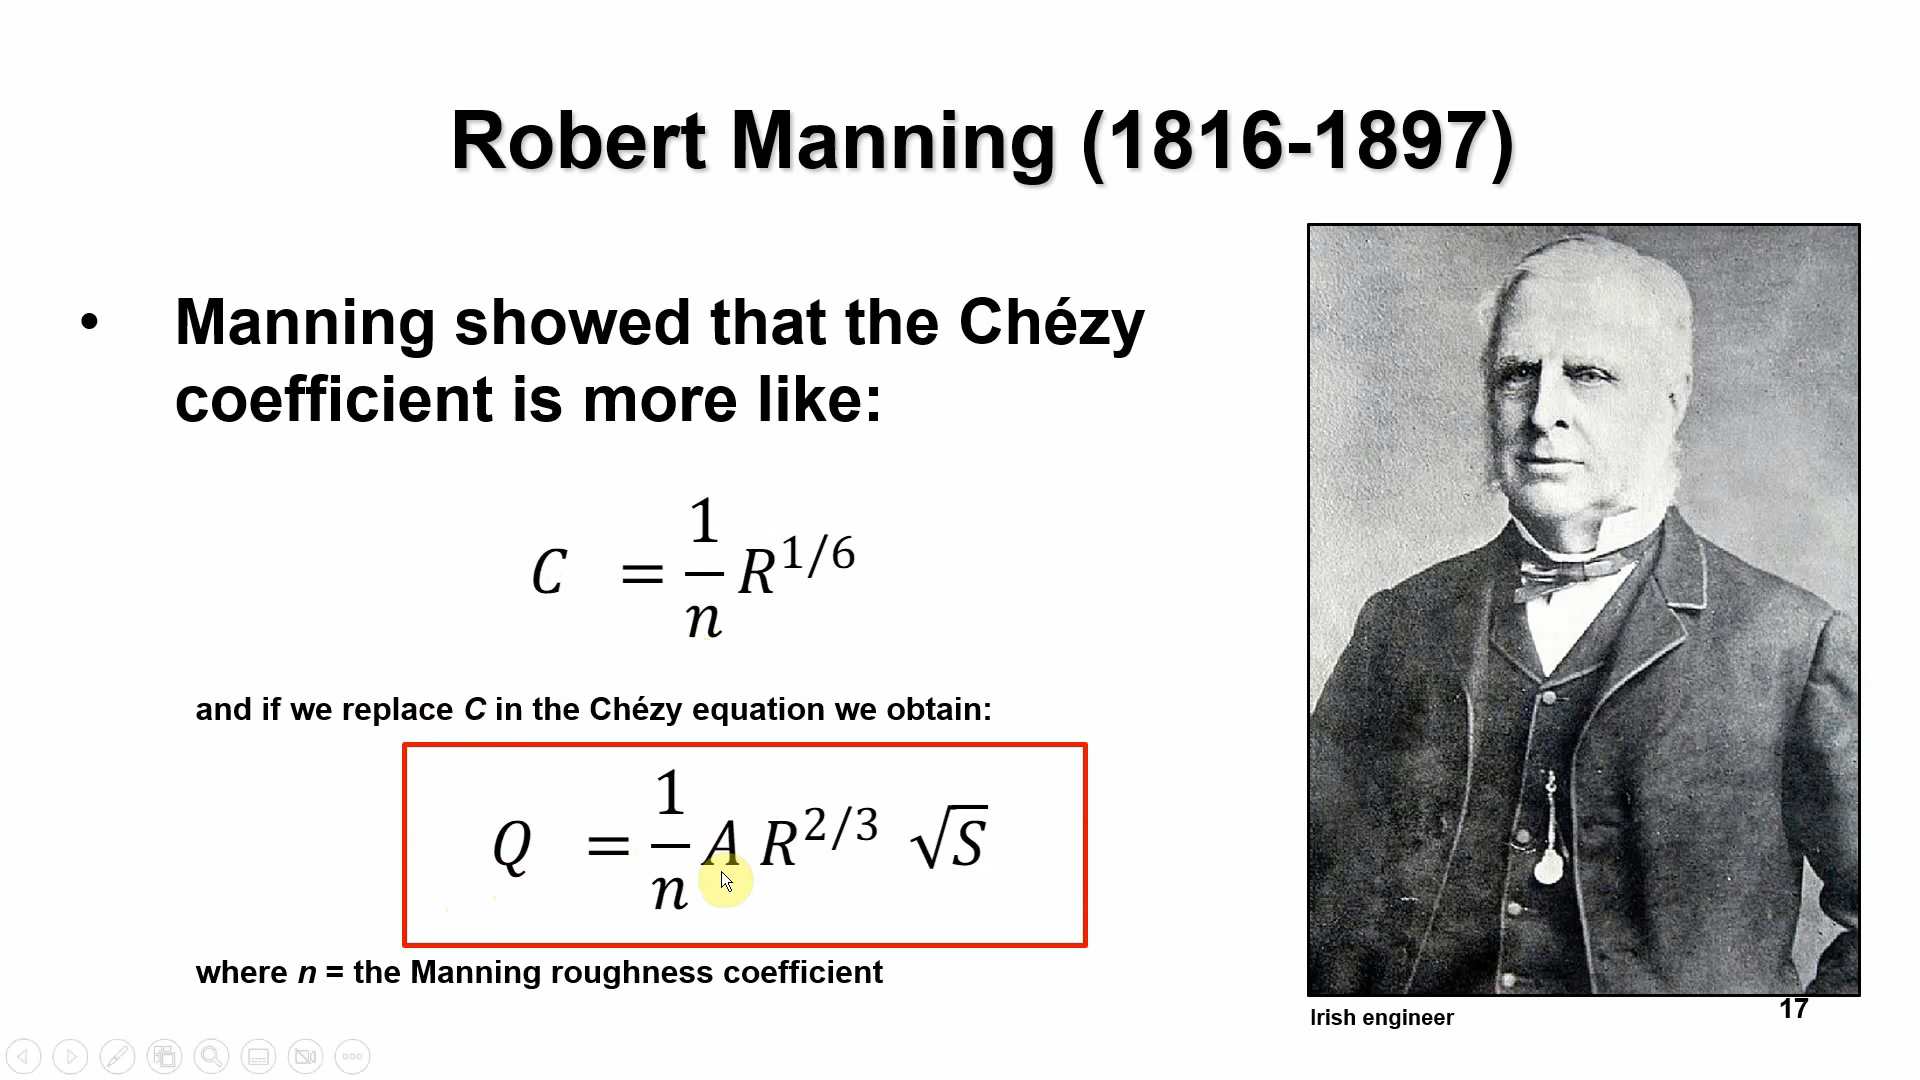 Robert Manning (1816-1897)
• Manning showed that the Chézy
coefficient is more like:
C = 1/n R^1/6
and if we replace C in the Chézy equation we obtain:
Q = 1/n A R^2/3 √S
where n = the Manning roughness coefficient
Irish engineer
17